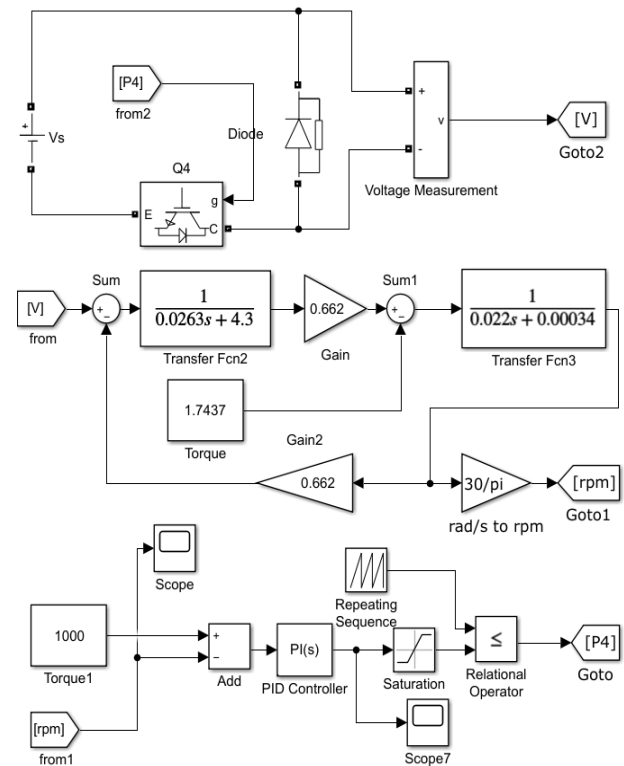 [P4]
from2
+
Vs
Diode
Q4
E
g
C
+
-
v
Voltage Measurement
[V]
Goto2
[V]
from
Sum
+
-
1
0.0263s + 4.3
Transfer Fcn2
0.662
Gain
Sum1
+
-
1
0.022s + 0.00034
Transfer Fcn3
1.7437
Torque
Gain2
0.662
30/pi
rad/s to rpm
[rpm]
Goto1
Scope
1000
Torque1
[rpm]
from1
+
−
Add
PI(s)
PID Controller
Repeating
Sequence
Saturation
≤
Relational
Operator
[P4]
Goto
Scope7